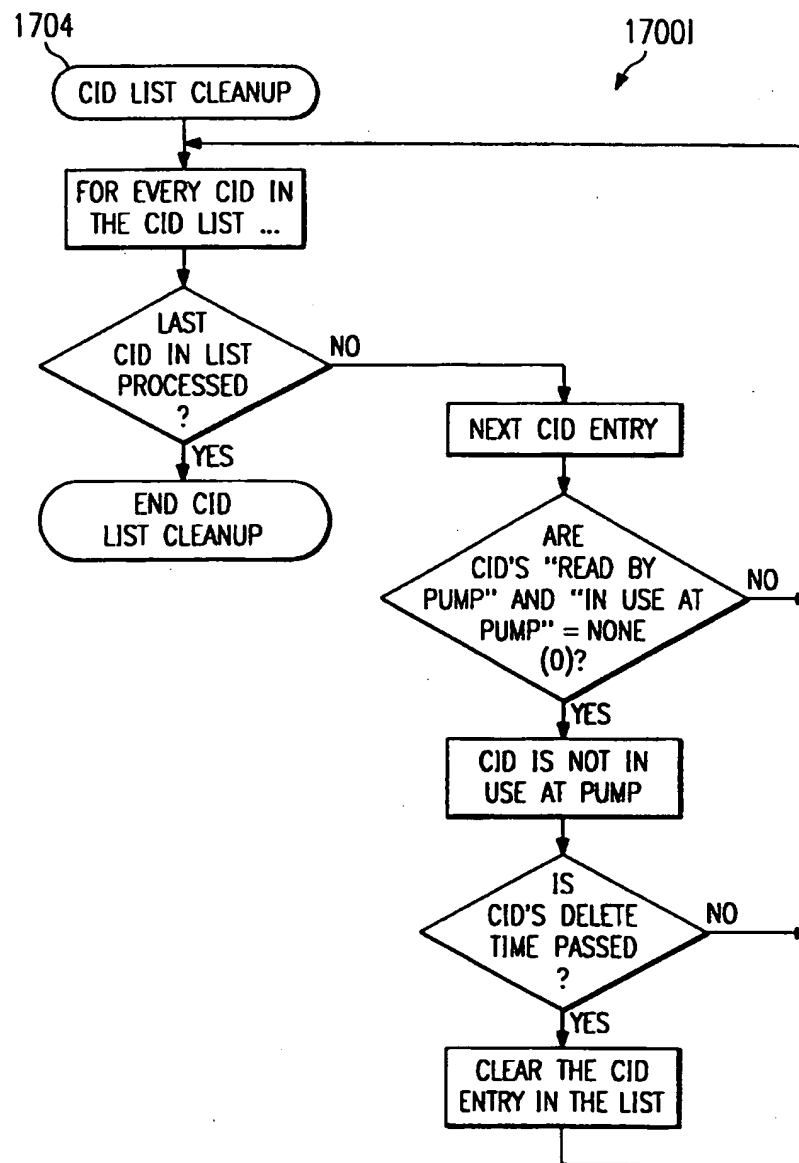 1704
1700I
CID LIST CLEANUP
FOR EVERY CID IN
THE CID LIST ...
LAST
CID IN LIST
PROCESSED
?
NO
YES
END CID
LIST CLEANUP
NEXT CID ENTRY
ARE
CID'S "READ BY
PUMP" AND "IN USE AT
PUMP" = NONE
(0)?
NO
YES
CID IS NOT IN
USE AT PUMP
IS
CID'S DELETE
TIME PASSED
?
NO
YES
CLEAR THE CID
ENTRY IN THE LIST